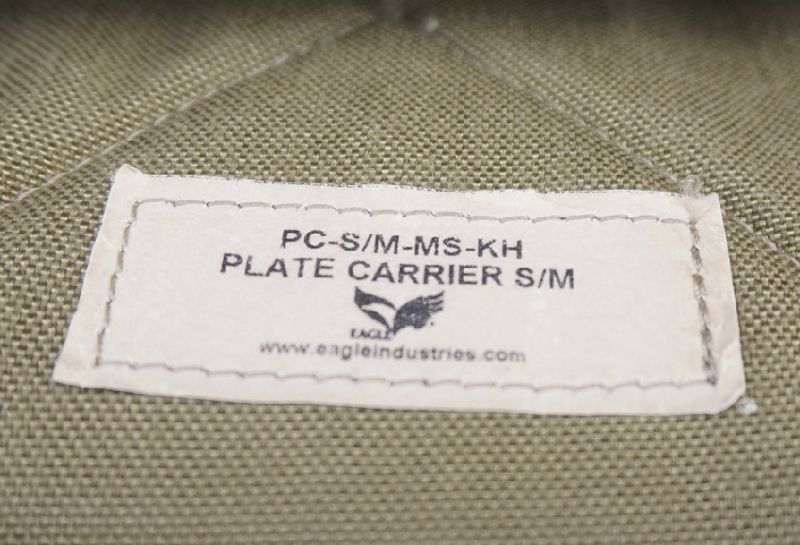 PC-S/M-MS-KH
PLATE CARRIER S/M
EAGLE
www.eagleindustries.com